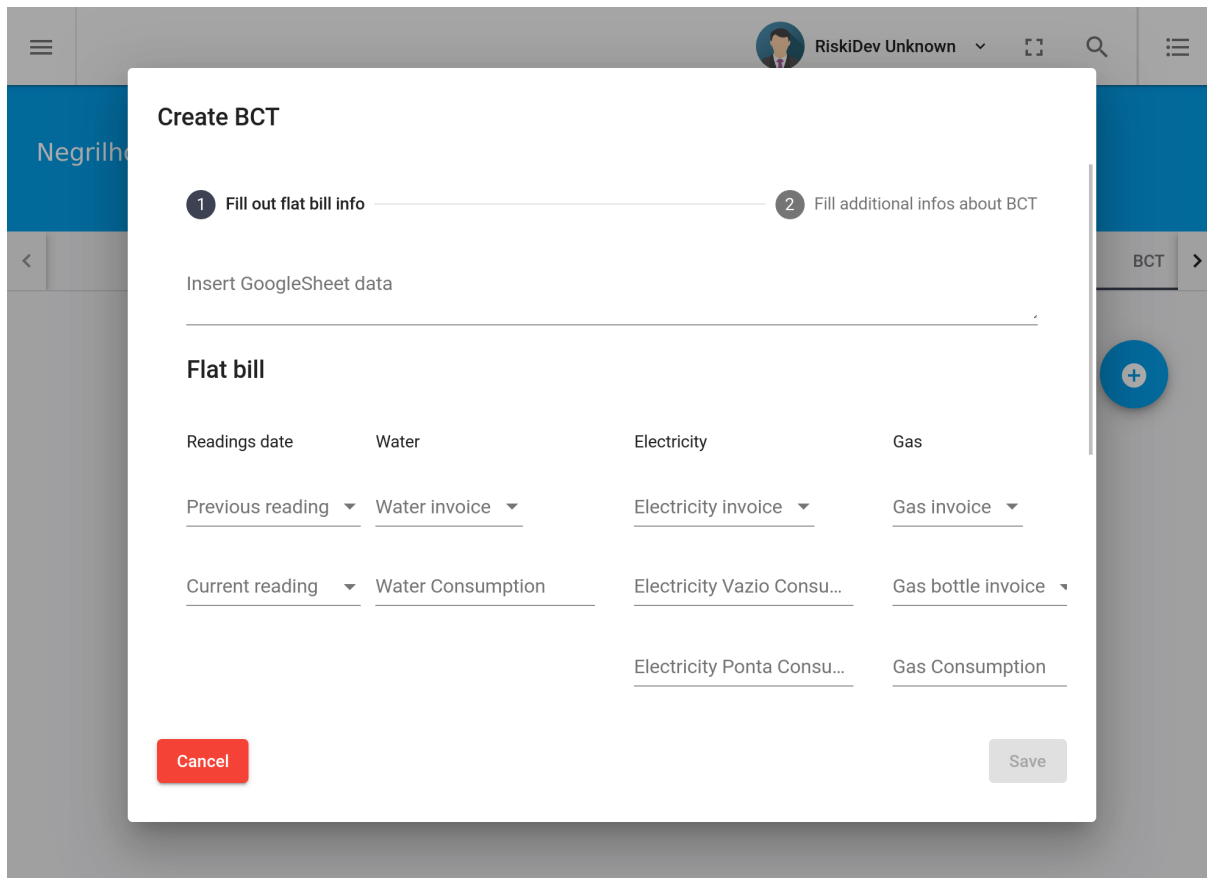 RiskiDev Unknown
Create BCT
Negrilho
1 Fill out flat bill info 2 Fill additional infos about BCT
BCT
Insert GoogleSheet data
Flat bill
Readings date Water Electricity Gas
Previous reading Water invoice Electricity invoice Gas invoice
Current reading Water Consumption Electricity Vazio Consu... Gas bottle invoice
Electricity Ponta Consu... Gas Consumption
Cancel Save